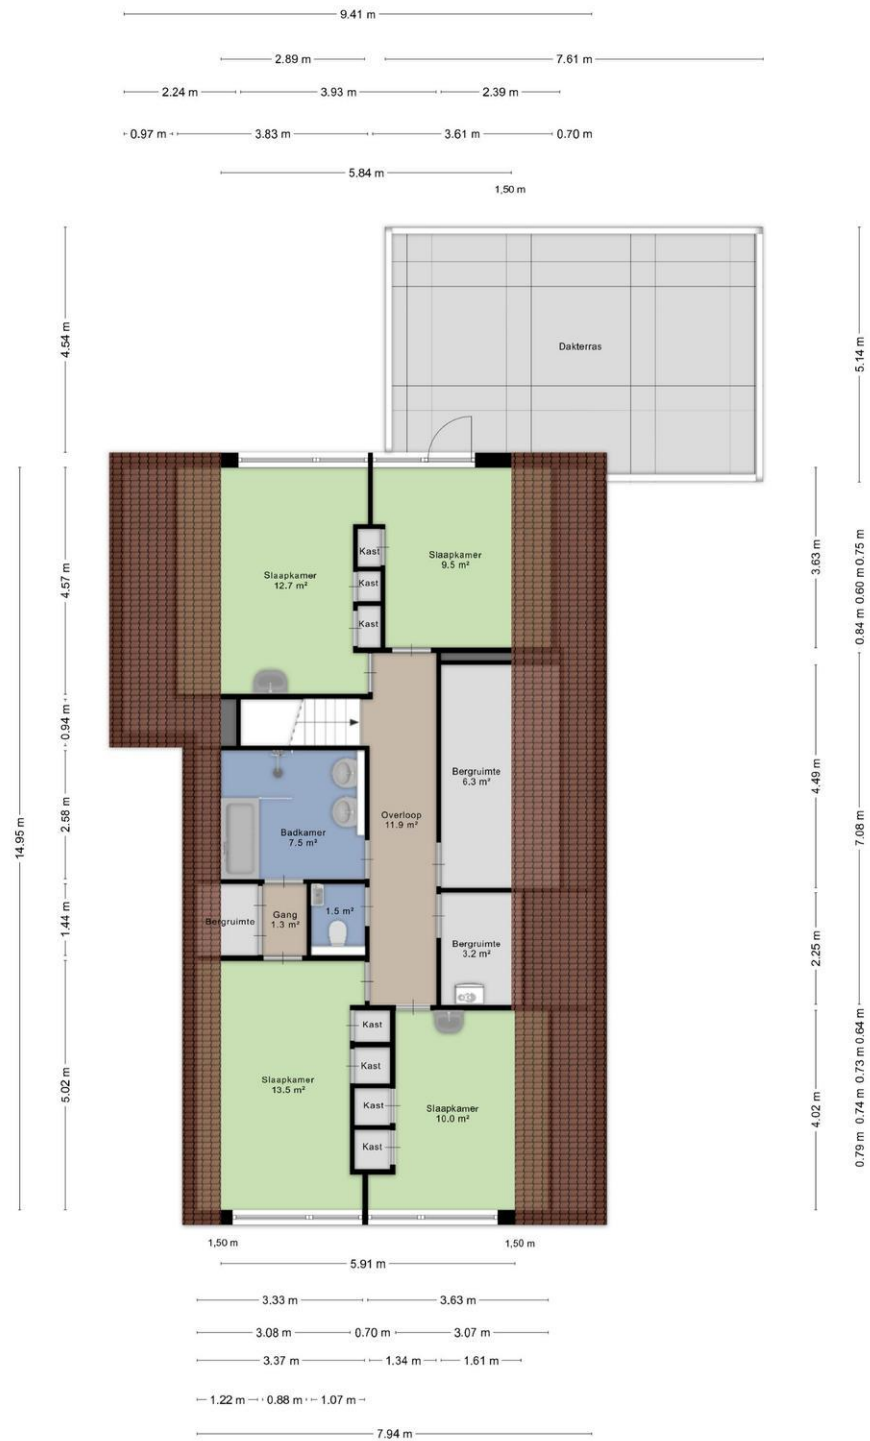 9.41 m
2.89 m
7.61 m
2.24 m
3.93 m
2.39 m
0.97 m
3.83 m
3.61 m
0.70 m
5.84 m
1,50 m
4.54 m
5.14 m
Dakterras
14.95 m
4.57 m
0.94 m
2.58 m
1.44 m
5.02 m
3.63 m
4.49 m
2.25 m
4.02 m
0.84 m 0.60 m 0.75 m
7.08 m
0.79 m 0.74 m 0.73 m 0.64 m
Slaapkamer
12.7 m²
Kast
Kast
Kast
Slaapkamer
9.5 m²
Bergruimte
6.3 m²
Overloop
11.9 m²
Badkamer
7.5 m²
Bergruimte
Gang
1.3 m²
1.5 m²
Bergruimte
3.2 m²
Slaapkamer
13.5 m²
Kast
Kast
Kast
Kast
Slaapkamer
10.0 m²
1,50 m
1,50 m
5.91 m
3.33 m
3.63 m
3.08 m
0.70 m
3.07 m
3.37 m
1.34 m
1.61 m
1.22 m
0.88 m
1.07 m
7.94 m